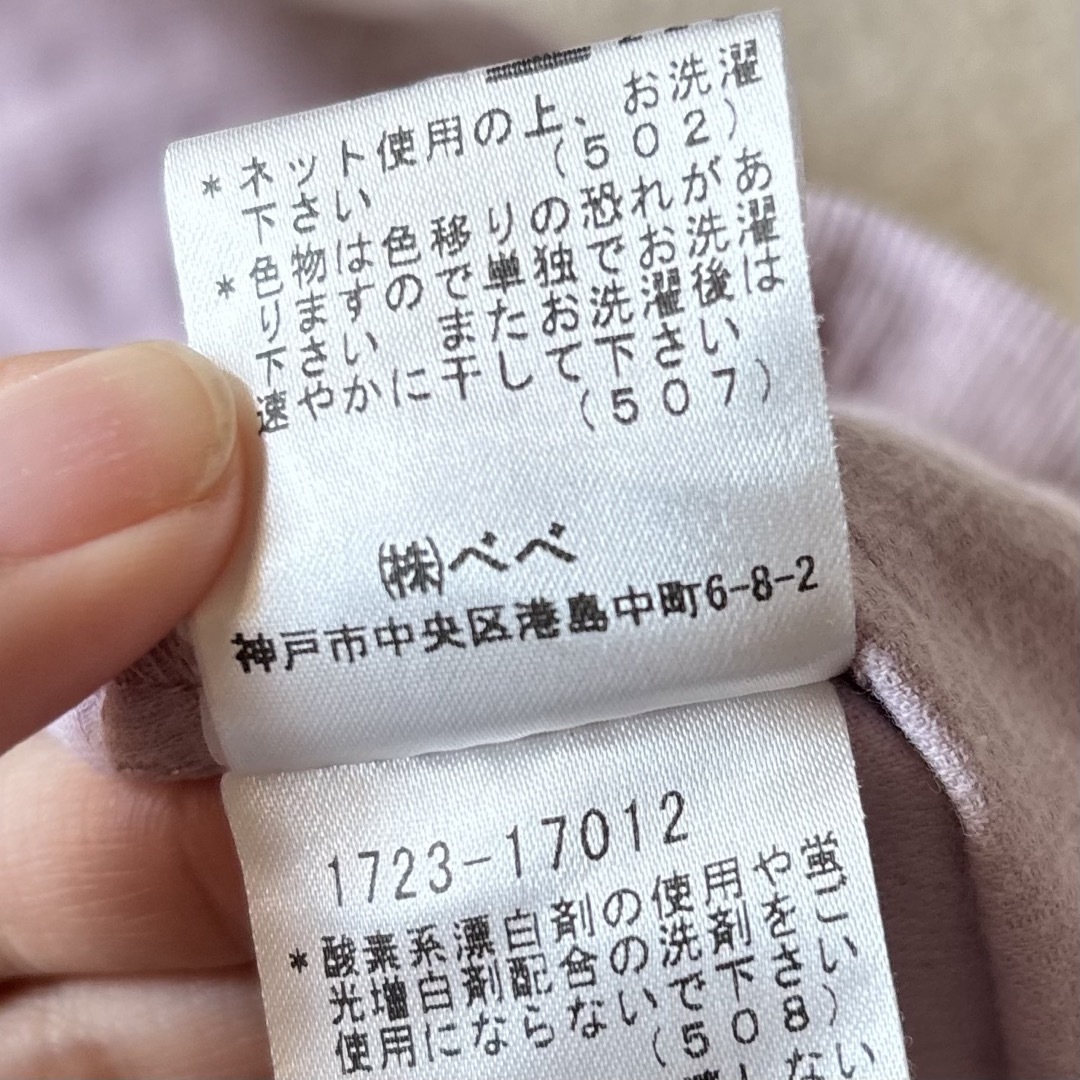 *ネット使用の上、お洗濯
下さい (502)
*色物は色の移りの恐れがあ
ります ので単独でお洗濯
下さい またお洗濯後は
速やかに干して下さい
(507)
㈱べべ
神戸市中央区港島中町6-8-2
1723-17012
*酸素系漂白剤の使用や蛍
光増白剤配合の洗剤をご
使用にならないで下さい
(508)